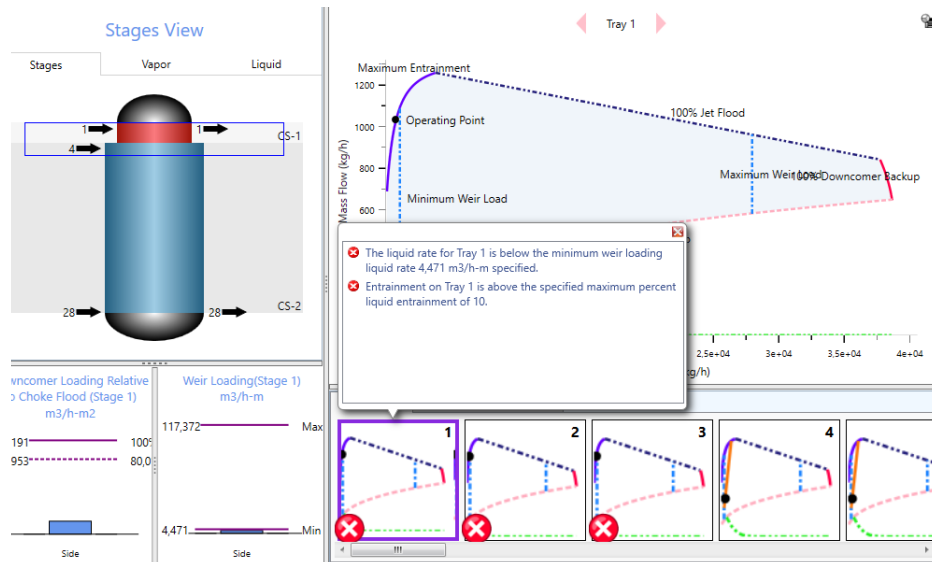 Stages View
Stages
Vapor
Liquid
1
1
CS-1
4
28
28
CS-2
Tray 1
Maximum Entrainment
1200
1000
800
600
Mass Flow (kg/h)
Operating Point
100% Jet Flood
Maximum Weir Load
100% Downcomer Backup
Minimum Weir Load
The liquid rate for Tray 1 is below the minimum weir loading
liquid rate 4,471 m3/h-m specified.
Entrainment on Tray 1 is above the specified maximum percent
liquid entrainment of 10.
2.5e+04
3e+04
3.5e+04
4e+04
wncomer Loading Relative
o Choke Flood (Stage 1)
m3/h-m2
191
100%
953
80,0
Side
Weir Loading(Stage 1)
m3/h-m
117,372
Max
4,471
Min
Side
1
2
3
4